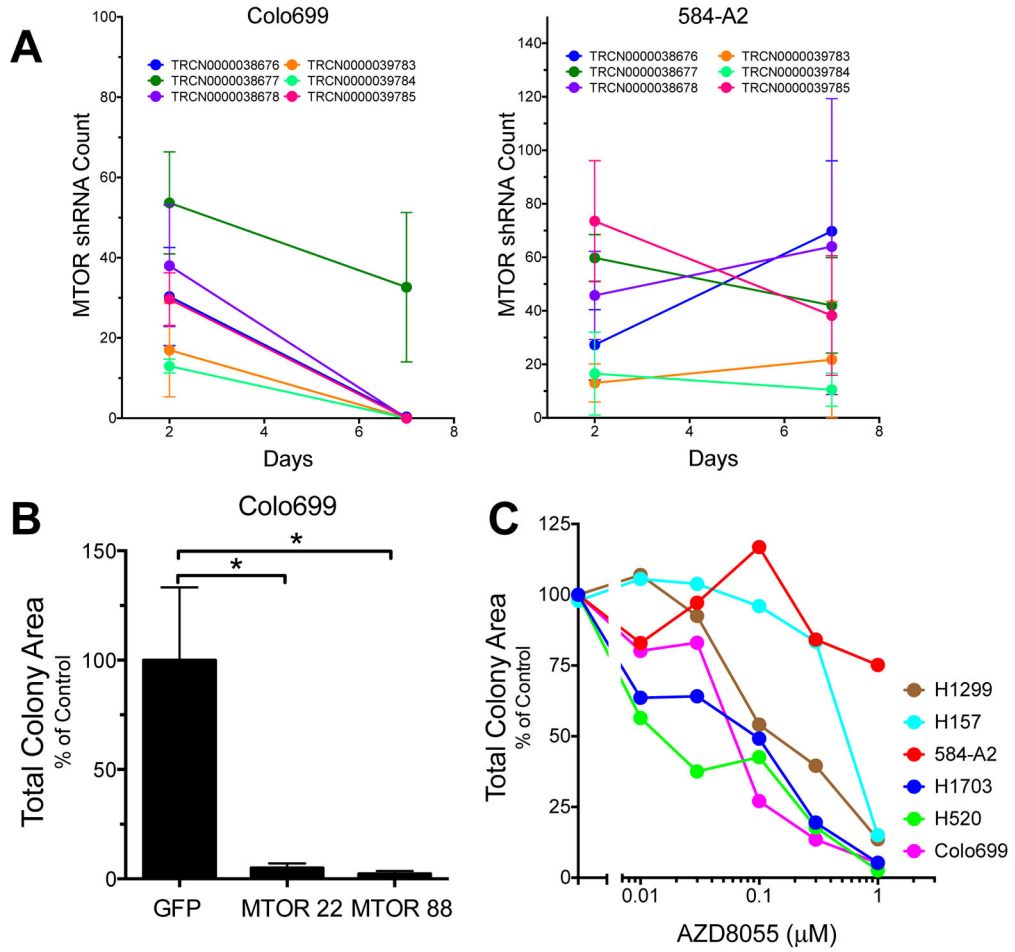 A
Colo699
MTOR shRNA Count
100
80
60
40
20
0
TRCN0000038676
TRCN0000038677
TRCN0000038678
TRCN0000039783
TRCN0000039784
TRCN0000039785
2 4 6 8
Days
584-A2
MTOR shRNA Count
140
120
100
80
60
40
20
0
TRCN0000038676
TRCN0000038677
TRCN0000038678
TRCN0000039783
TRCN0000039784
TRCN0000039785
2 4 6 8
Days
B
Colo699
Total Colony Area
% of Control
150
100
50
0
*
*
GFP MTOR 22 MTOR 88
C
Total Colony Area
% of Control
125
100
75
50
25
0
0.01 0.1 1
AZD8055 (μM)
H1299
H157
584-A2
H1703
H520
Colo699